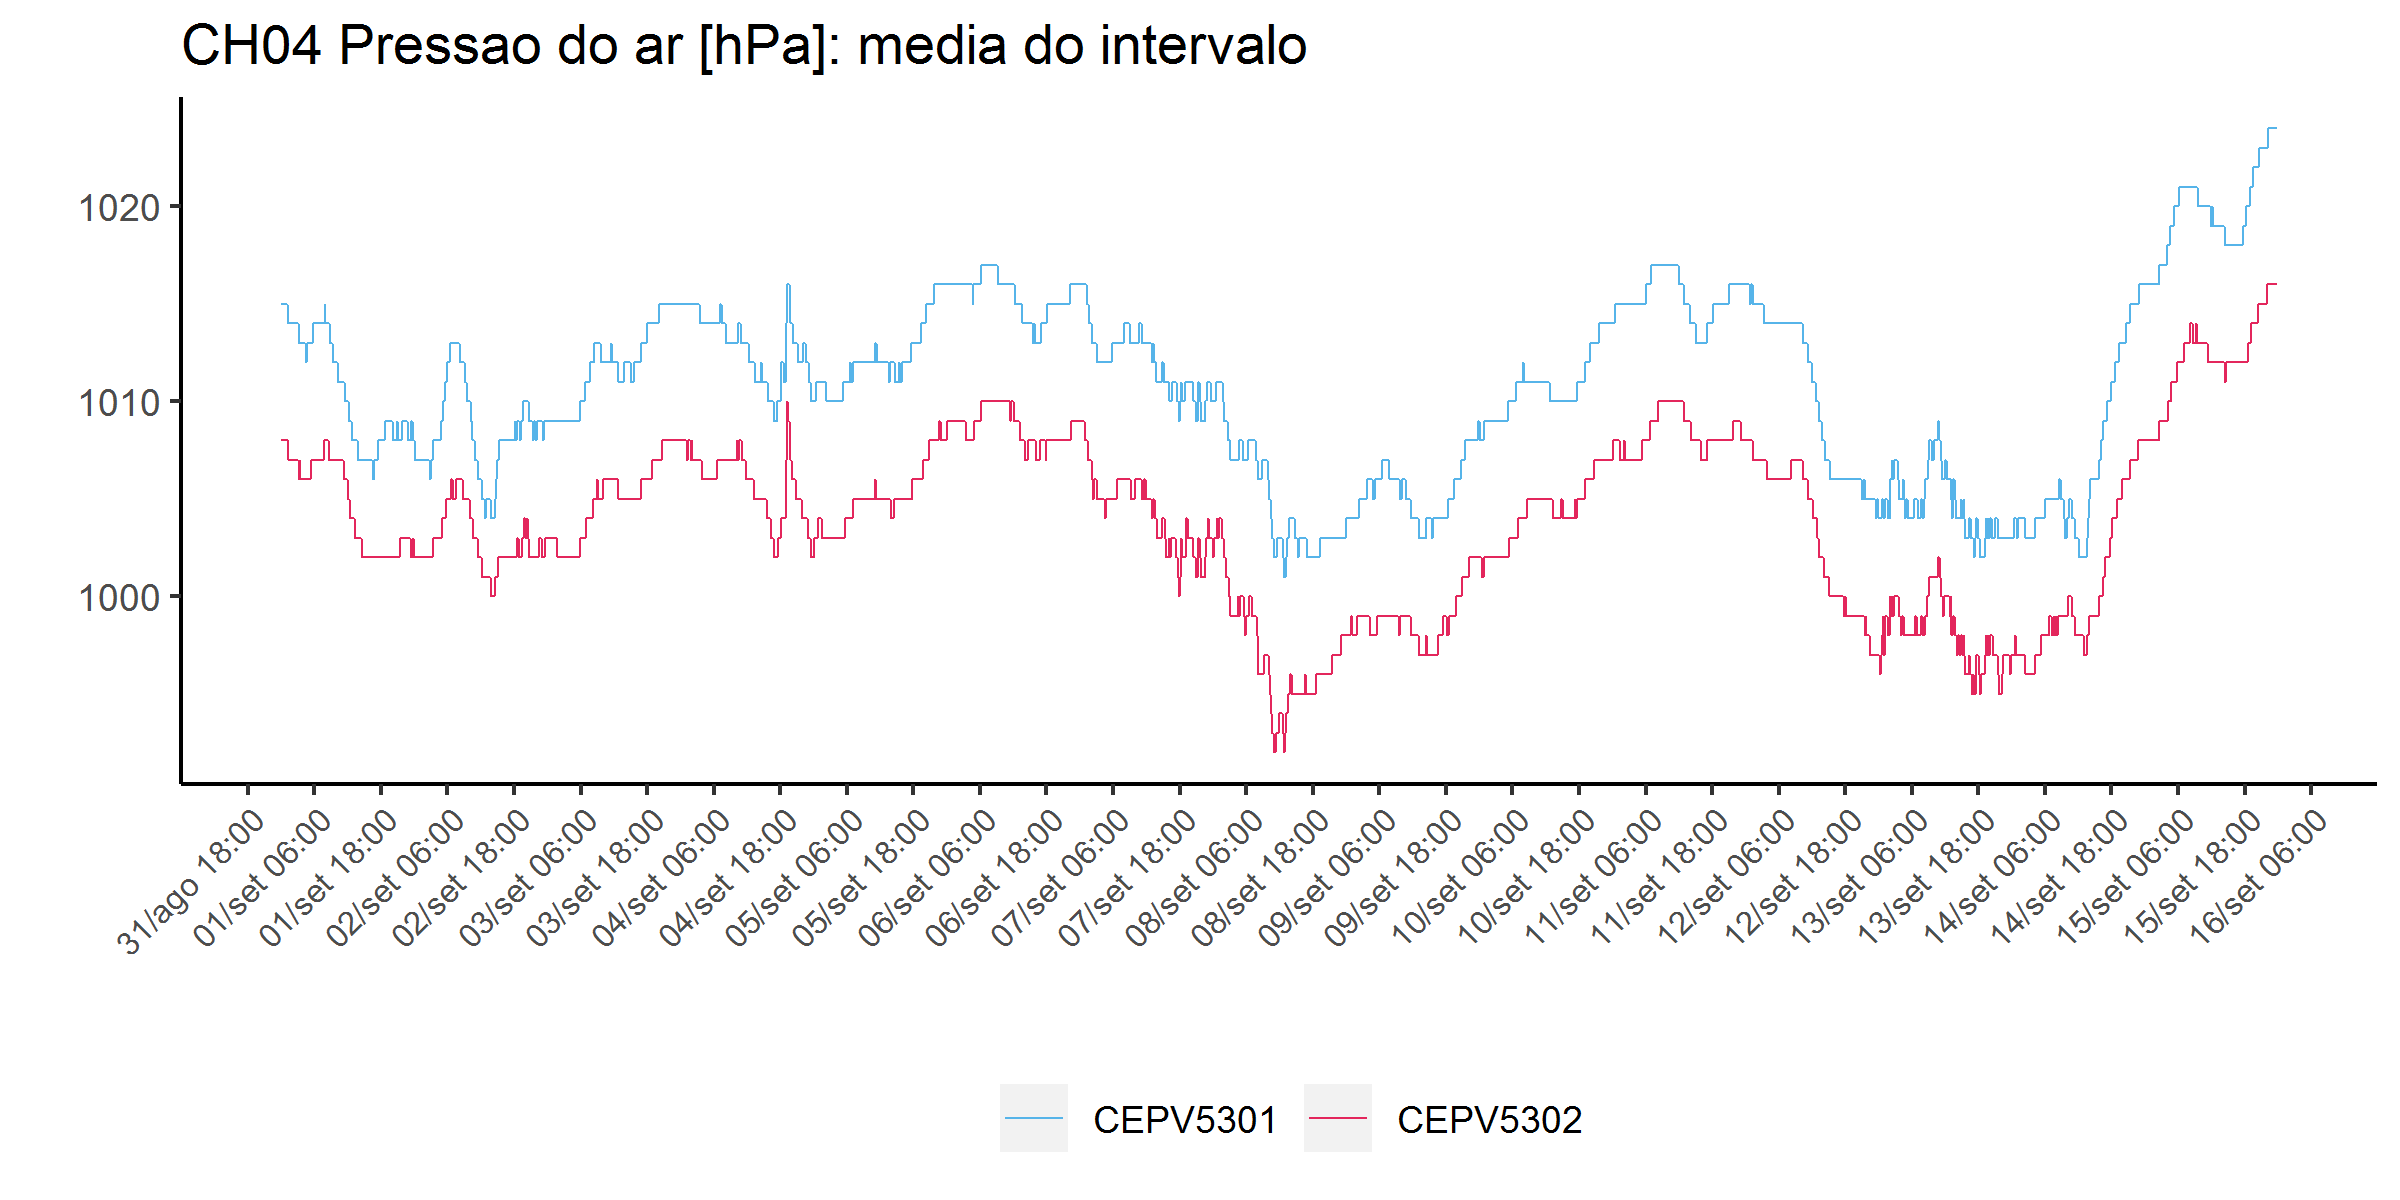 CH04 Pressao do ar [hPa]: media do intervalo
1020
1010
1000
31/ago 18:00
01/set 06:00
01/set 18:00
02/set 06:00
02/set 18:00
03/set 06:00
03/set 18:00
04/set 06:00
04/set 18:00
05/set 06:00
05/set 18:00
06/set 06:00
06/set 18:00
07/set 06:00
07/set 18:00
08/set 06:00
08/set 18:00
09/set 06:00
09/set 18:00
10/set 06:00
10/set 18:00
11/set 06:00
11/set 18:00
12/set 06:00
12/set 18:00
13/set 06:00
13/set 18:00
14/set 06:00
14/set 18:00
15/set 06:00
15/set 18:00
16/set 06:00
CEPV5301
CEPV5302